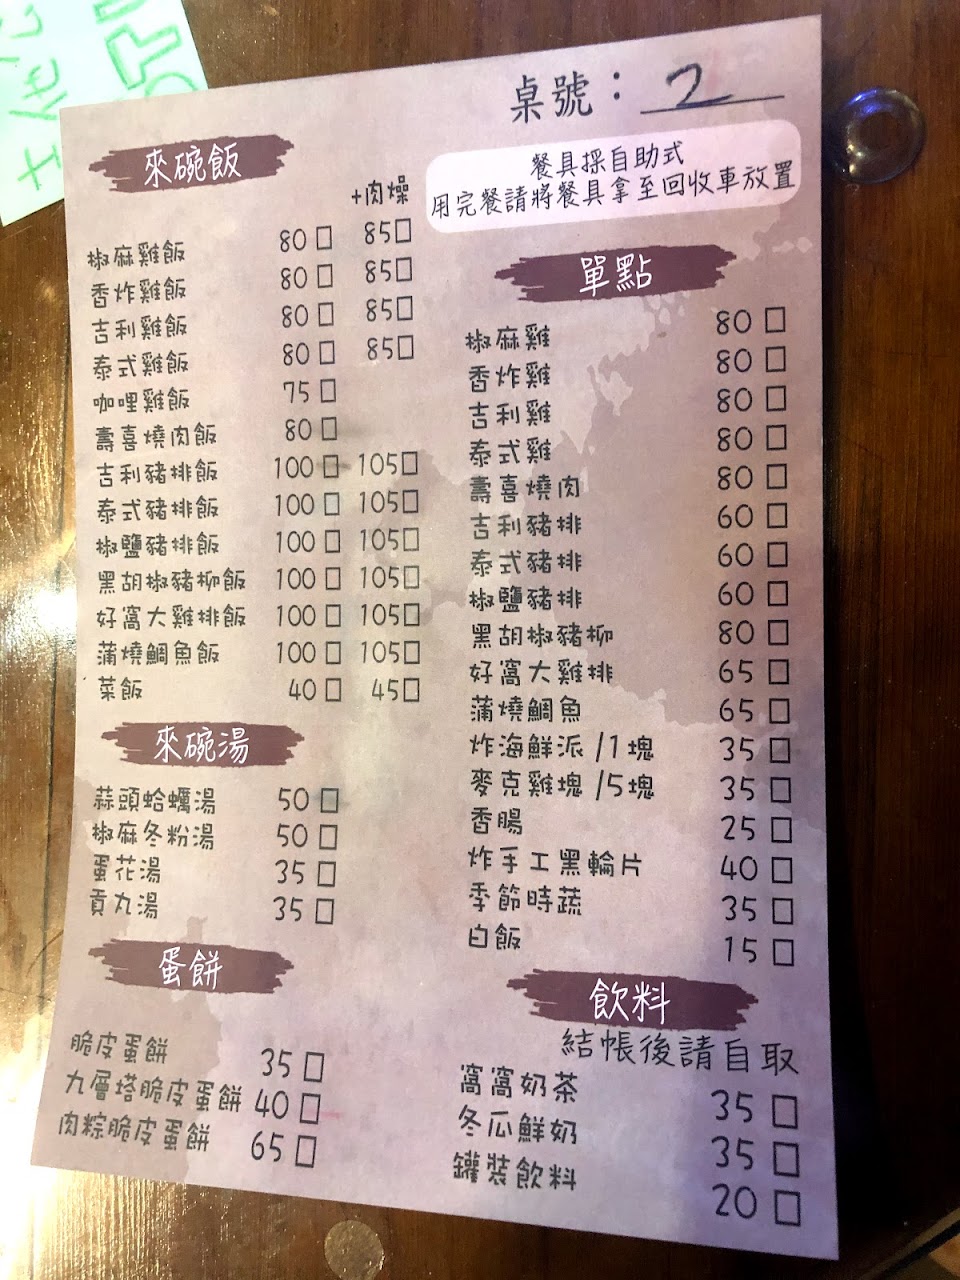 桌號：2
餐具採自助式
用完餐請將餐具拿至回收車放置
來碗飯
+肉燥
椒麻雞飯 80 □ 85□
香炸雞飯 80 □ 85□
吉利雞飯 80 □ 85□
泰式雞飯 80 □ 85□
咖哩雞飯 75 □
壽喜燒肉飯 80 □
吉利豬排飯 100 □ 105□
泰式豬排飯 100 □ 105□
椒鹽豬排飯 100 □ 105□
黑胡椒豬柳飯 100 □ 105□
好窩大雞排飯 100 □ 105□
蒲燒鯛魚飯 100 □ 105□
菜飯 40 □ 45□
來碗湯
蒜頭蛤蠣湯 50 □
椒麻冬粉湯 50 □
蛋花湯 35 □
貢丸湯 35 □
蛋餅
脆皮蛋餅 35 □
九層塔脆皮蛋餅 40 □
肉粽脆皮蛋餅 65 □
單點
椒麻雞 80 □
香炸雞 80 □
吉利雞 80 □
泰式雞 80 □
壽喜燒肉 80 □
吉利豬排 60 □
泰式豬排 60 □
椒鹽豬排 60 □
黑胡椒豬柳 80 □
好窩大雞排 65 □
蒲燒鯛魚 65 □
炸海鮮派 /1塊 35 □
麥克雞塊 /5塊 35 □
香腸 25 □
炸手工黑輪片 40 □
季節時蔬 35 □
白飯 15 □
飲料
結帳後請自取
窩窩奶茶 35 □
冬瓜鮮奶 35 □
罐裝飲料 20 □